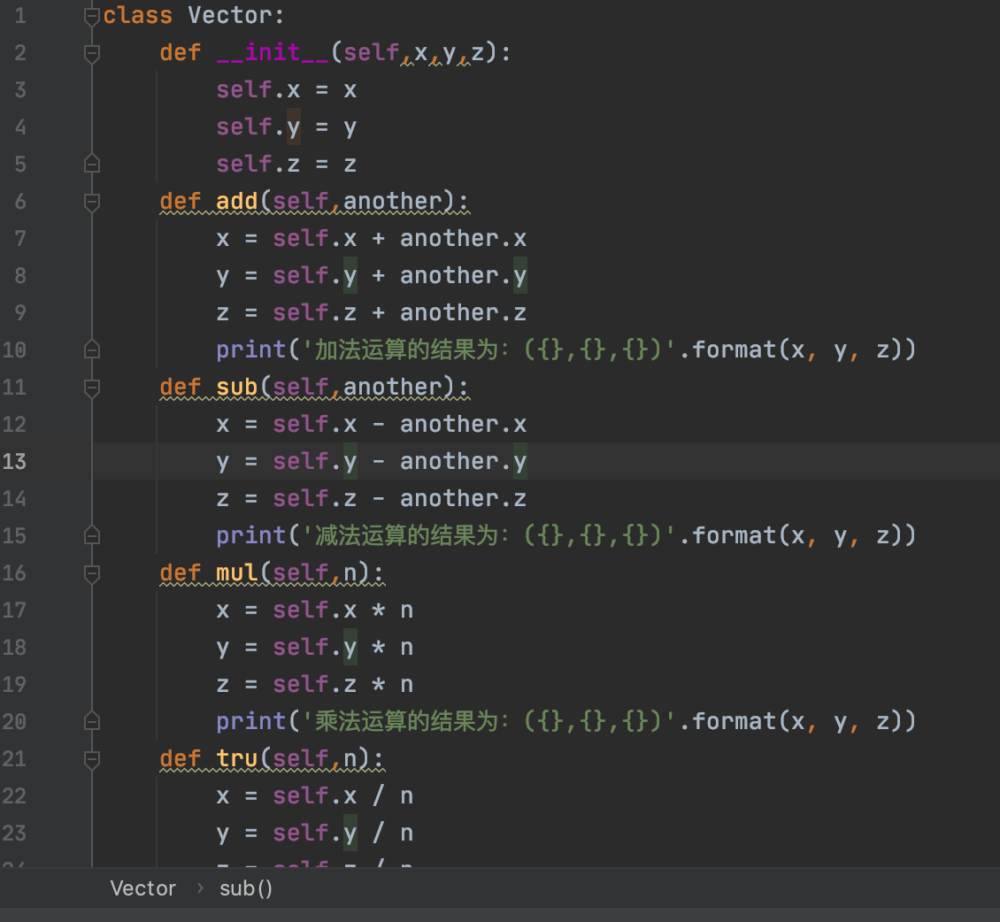 1 class Vector:
2 def __init__(self,x,y,z):
3 self.x = x
4 self.y = y
5 self.z = z
6 def add(self,another):
7 x = self.x + another.x
8 y = self.y + another.y
9 z = self.z + another.z
10 print('加法运算的结果为：({},{},{})'.format(x, y, z))
11 def sub(self,another):
12 x = self.x - another.x
13 y = self.y - another.y
14 z = self.z - another.z
15 print('减法运算的结果为：({},{},{})'.format(x, y, z))
16 def mul(self,n):
17 x = self.x * n
18 y = self.y * n
19 z = self.z * n
20 print('乘法运算的结果为：({},{},{})'.format(x, y, z))
21 def tru(self,n):
22 x = self.x / n
23 y = self.y / n
Vector › sub()